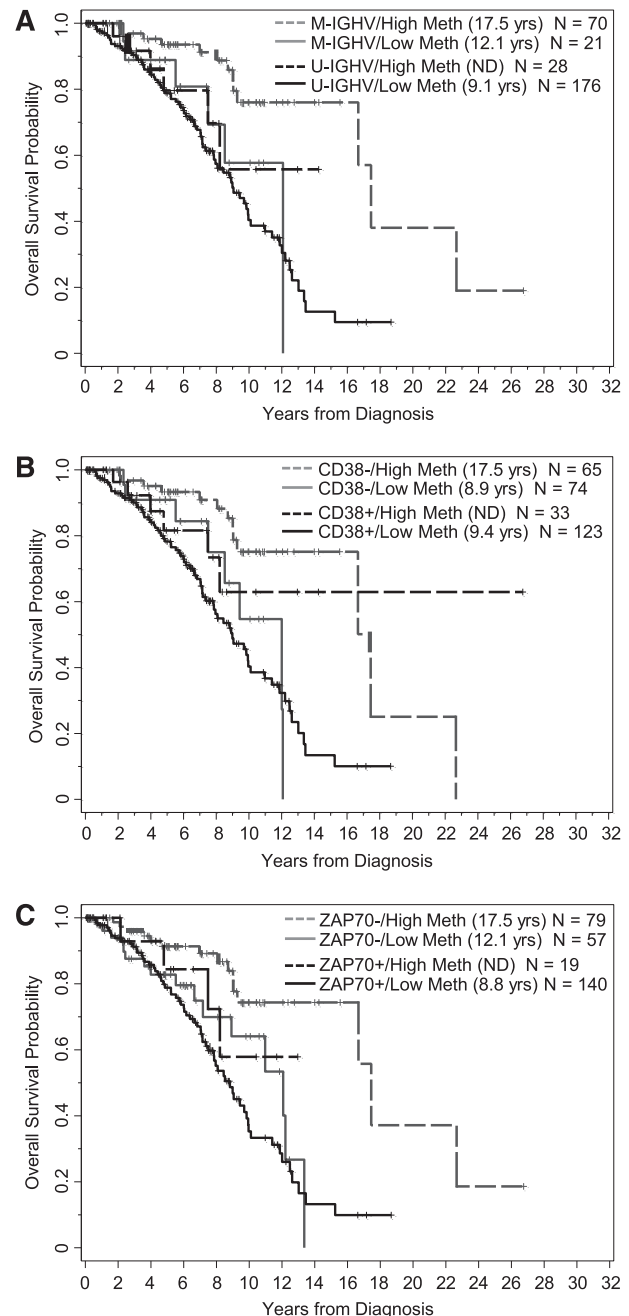 A
M-IGHV/High Meth (17.5 yrs) N = 70
M-IGHV/Low Meth (12.1 yrs) N = 21
U-IGHV/High Meth (ND) N = 28
U-IGHV/Low Meth (9.1 yrs) N = 176
Overall Survival Probability
1.0
0.8
0.6
0.4
0.2
0
0 2 4 6 8 10 12 14 16 18 20 22 24 26 28 30 32
Years from Diagnosis
B
CD38-/High Meth (17.5 yrs) N = 65
CD38-/Low Meth (8.9 yrs) N = 74
CD38+/High Meth (ND) N = 33
CD38+/Low Meth (9.4 yrs) N = 123
Overall Survival Probability
1.0
0.8
0.6
0.4
0.2
0
0 2 4 6 8 10 12 14 16 18 20 22 24 26 28 30 32
Years from Diagnosis
C
ZAP70-/High Meth (17.5 yrs) N = 79
ZAP70-/Low Meth (12.1 yrs) N = 57
ZAP70+/High Meth (ND) N = 19
ZAP70+/Low Meth (8.8 yrs) N = 140
Overall Survival Probability
1.0
0.8
0.6
0.4
0.2
0
0 2 4 6 8 10 12 14 16 18 20 22 24 26 28 30 32
Years from Diagnosis